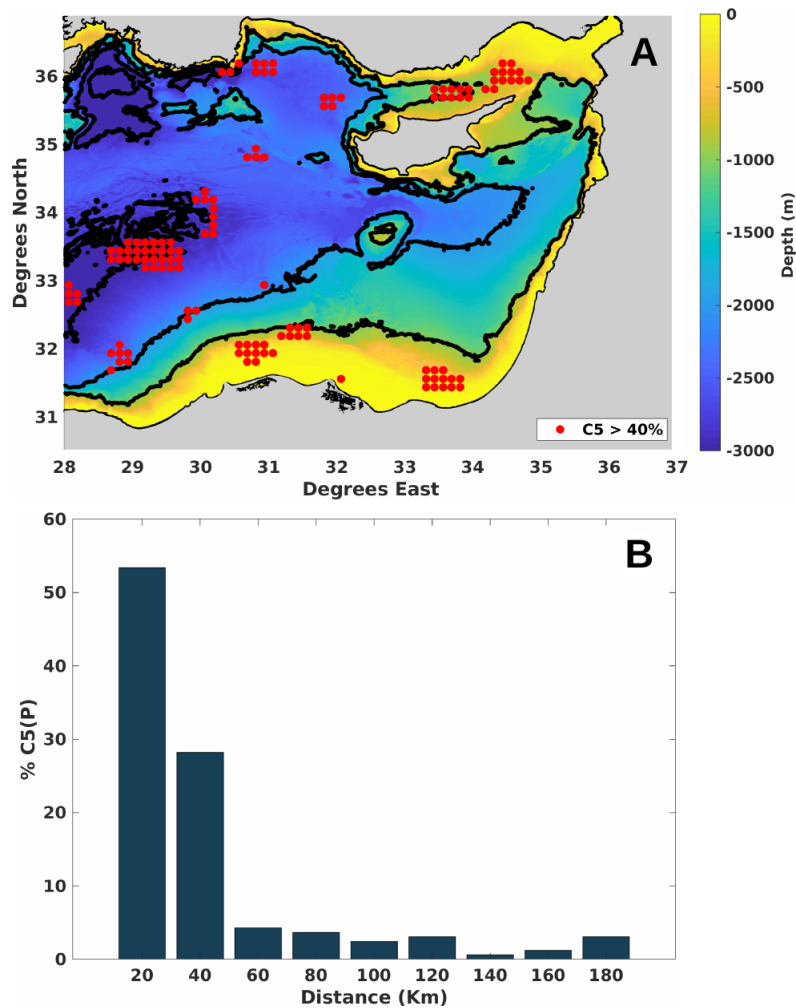 A
36
35
34
33
32
31
Degrees North
28 29 30 31 32 33 34 35 36 37
Degrees East
C5 > 40%
0
-500
-1000
-1500
-2000
-2500
-3000
Depth (m)
B
60
50
40
30
20
10
0
% C5(P)
20 40 60 80 100 120 140 160 180
Distance (Km)